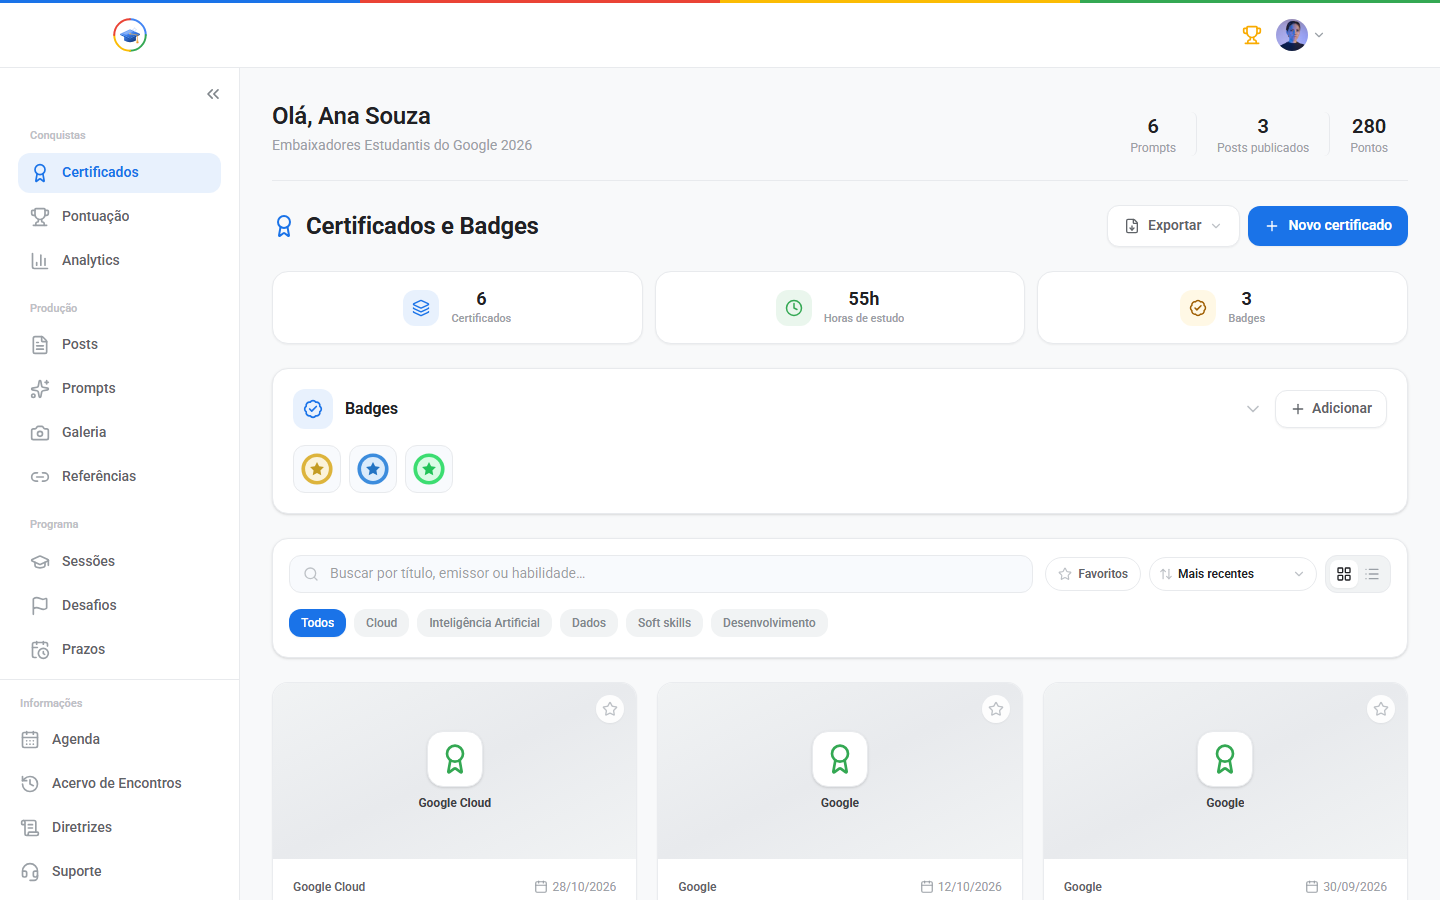 Conquistas
Certificados
Pontuação
Analytics
Produção
Posts
Prompts
Galeria
Referências
Programa
Sessões
Desafios
Prazos
Informações
Agenda
Acervo de Encontros
Diretrizes
Suporte
Olá, Ana Souza
Embaixadores Estudantis do Google 2026
6
Prompts
3
Posts publicados
280
Pontos
Certificados e Badges
Exportar
Novo certificado
6
Certificados
55h
Horas de estudo
3
Badges
Badges
Adicionar
Buscar por título, emissor ou habilidade...
Favoritos
Mais recentes
Todos
Cloud
Inteligência Artificial
Dados
Soft skills
Desenvolvimento
Google Cloud
Google Cloud
28/10/2026
Google
Google
12/10/2026
Google
Google
30/09/2026